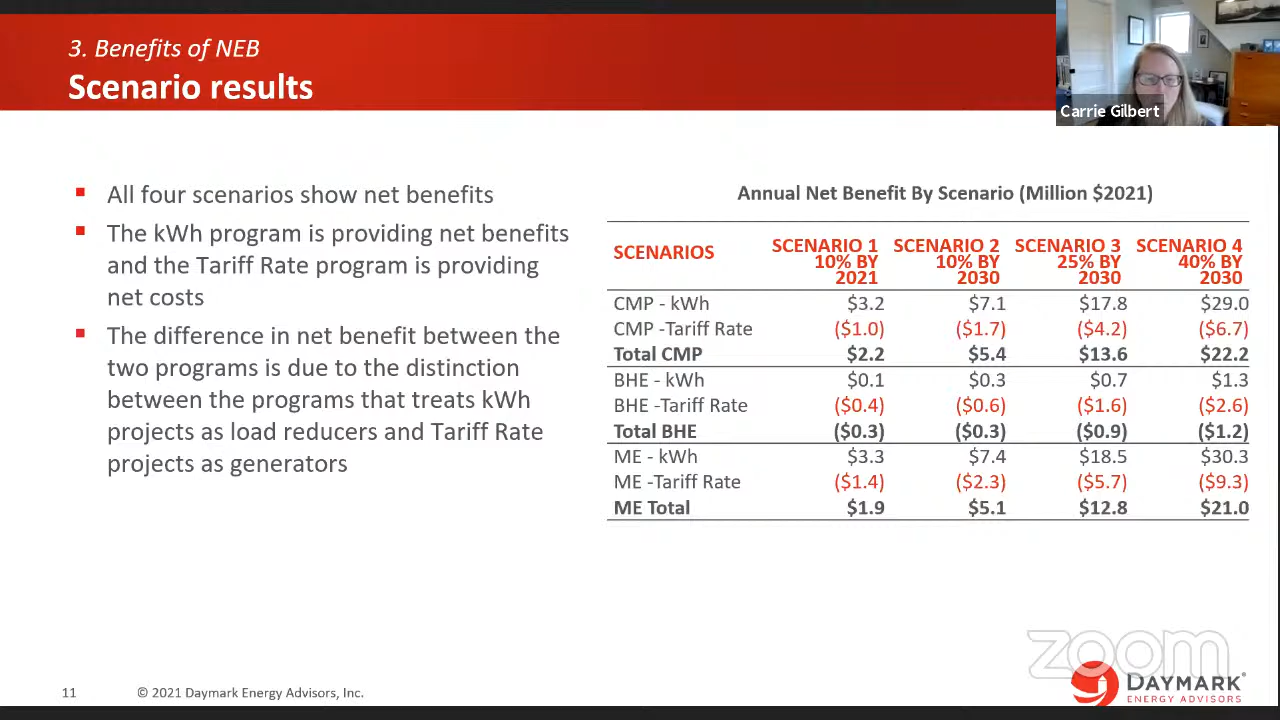 3. Benefits of NEB
Scenario results
Carrie Gilbert
▪ All four scenarios show net benefits
▪ The kWh program is providing net benefits
and the Tariff Rate program is providing
net costs
▪ The difference in net benefit between the
two programs is due to the distinction
between the programs that treats kWh
projects as load reducers and Tariff Rate
projects as generators
Annual Net Benefit By Scenario (Million $2021)
SCENARIOS SCENARIO 1 10% BY 2021 SCENARIO 2 10% BY 2030 SCENARIO 3 25% BY 2030 SCENARIO 4 40% BY 2030
CMP - kWh $3.2 $7.1 $17.8 $29.0
CMP -Tariff Rate ($1.0) ($1.7) ($4.2) ($6.7)
Total CMP $2.2 $5.4 $13.6 $22.2
BHE - kWh $0.1 $0.3 $0.7 $1.3
BHE -Tariff Rate ($0.4) ($0.6) ($1.6) ($2.6)
Total BHE ($0.3) ($0.3) ($0.9) ($1.2)
ME - kWh $3.3 $7.4 $18.5 $30.3
ME -Tariff Rate ($1.4) ($2.3) ($5.7) ($9.3)
ME Total $1.9 $5.1 $12.8 $21.0
zoom
11 © 2021 Daymark Energy Advisors, Inc.
DAYMARK®
ENERGY ADVISORS